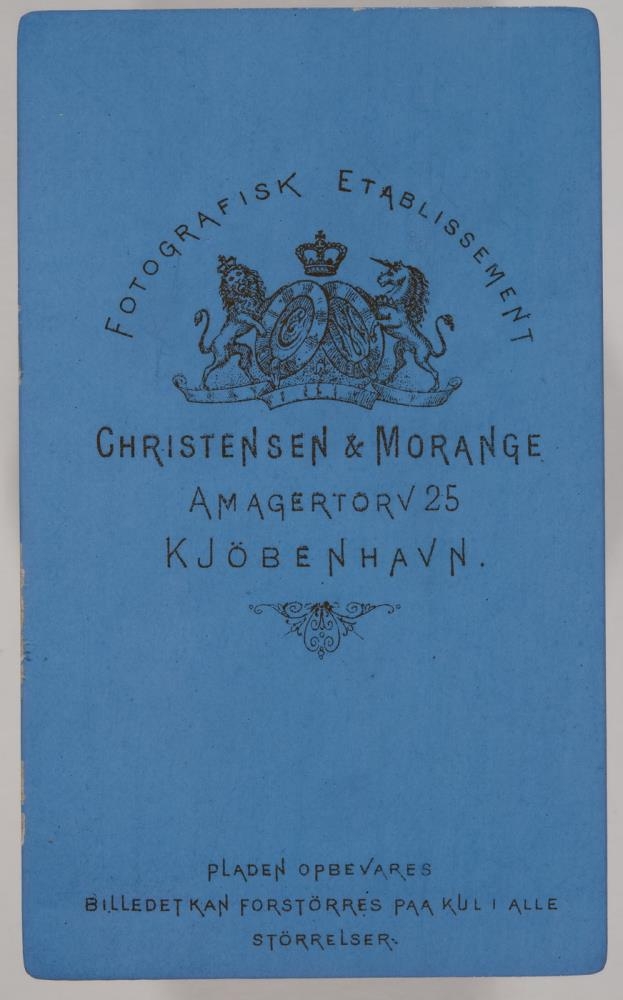 FOTOGRAFISK ETABLISSEMENT
CHRISTENSEN & MORANGE
AMAGERTORV 25
KJÖBENHAVN.
PLADEN OPBEVARES
BILLEDET KAN FORSTÖRRES PAA KUL I ALLE
STÖRRELSER.